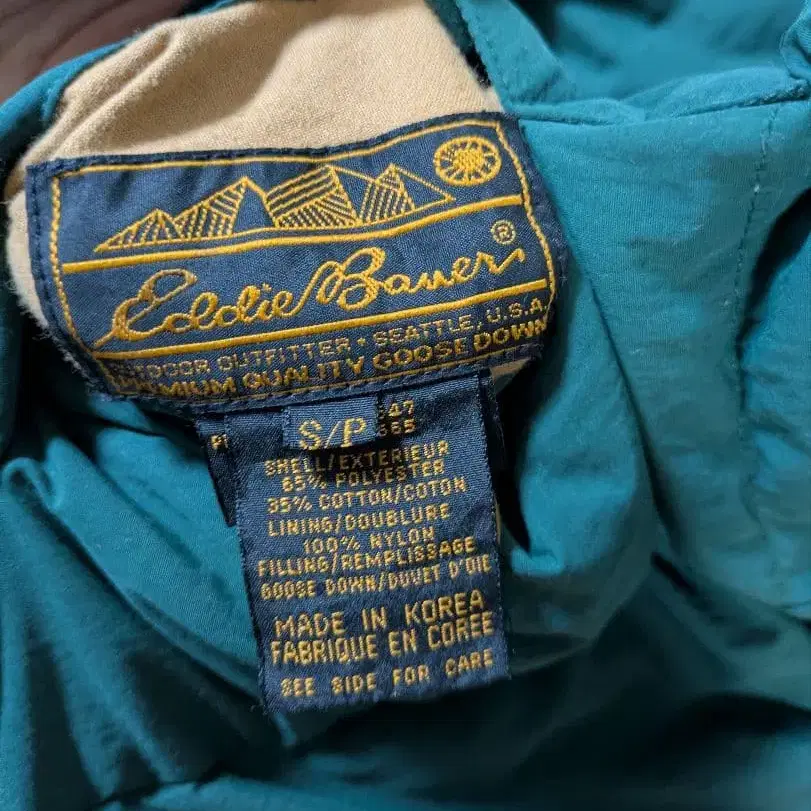 Eddie Bauer®
OUTDOOR OUTFITTER • SEATTLE, U.S.A.
PREMIUM QUALITY GOOSE DOWN
S/P
SHELL/EXTERIEUR
65% POLYESTER
35% COTTON/COTON
LINING/DOUBLURE
100% NYLON
FILLING/REMPLISSAGE
GOOSE DOWN/DUVET D'OIE
MADE IN KOREA
FABRIQUE EN COREE
SEE SIDE FOR CARE